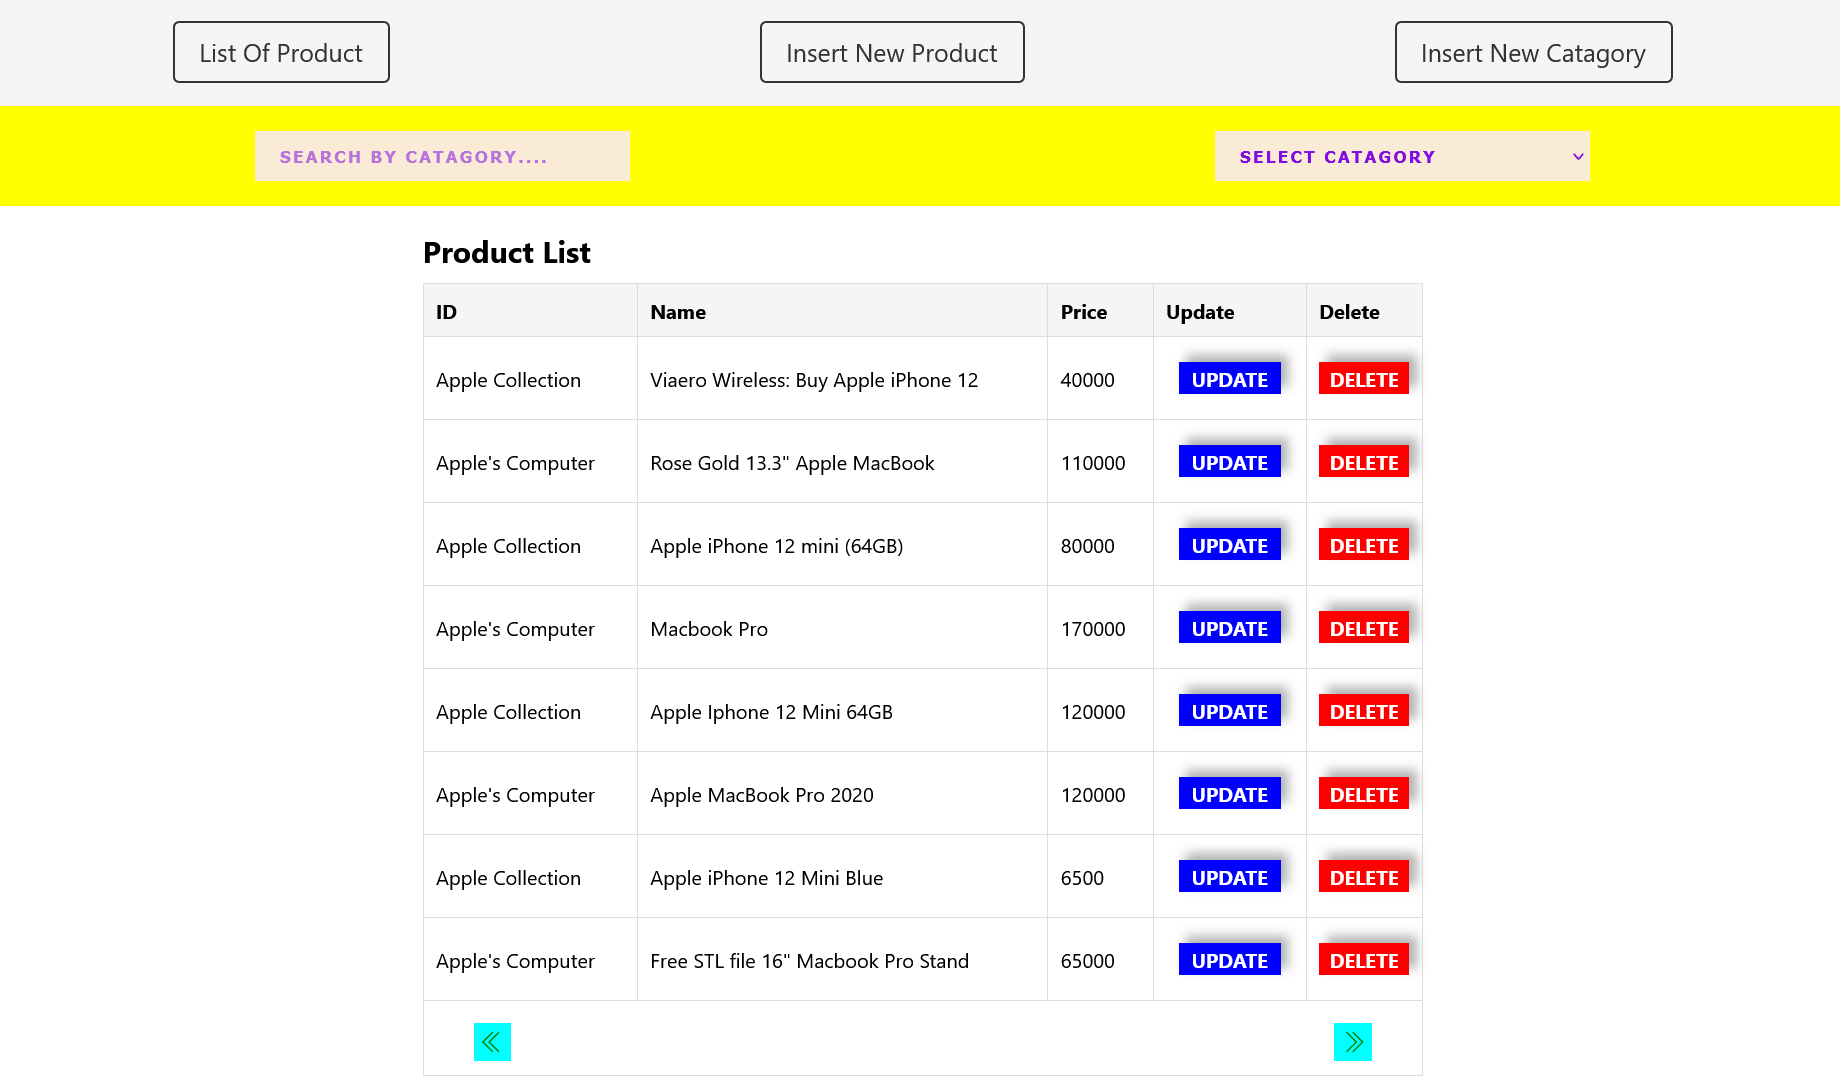 List Of Product Insert New Product Insert New Catagory
SEARCH BY CATAGORY.... SELECT CATAGORY
Product List
ID Name Price Update Delete
Apple Collection Viaero Wireless: Buy Apple iPhone 12 40000 UPDATE DELETE
Apple's Computer Rose Gold 13.3" Apple MacBook 110000 UPDATE DELETE
Apple Collection Apple iPhone 12 mini (64GB) 80000 UPDATE DELETE
Apple's Computer Macbook Pro 170000 UPDATE DELETE
Apple Collection Apple Iphone 12 Mini 64GB 120000 UPDATE DELETE
Apple's Computer Apple MacBook Pro 2020 120000 UPDATE DELETE
Apple Collection Apple iPhone 12 Mini Blue 6500 UPDATE DELETE
Apple's Computer Free STL file 16" Macbook Pro Stand 65000 UPDATE DELETE